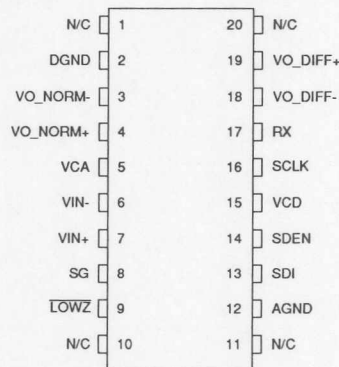 N/C 1 20 N/C
DGND 2 19 VO_DIFF+
VO_NORM- 3 18 VO_DIFF-
VO_NORM+ 4 17 RX
VCA 5 16 SCLK
VIN- 6 15 VCD
VIN+ 7 14 SDEN
SG 8 13 SDI
LOWZ 9 12 AGND
N/C 10 11 N/C